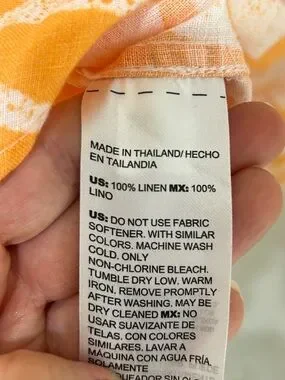 MADE IN THAILAND/ HECHO
EN TAILANDIA
US: 100% LINEN MX: 100%
LINO
US: DO NOT USE FABRIC
SOFTENER. WITH SIMILAR
COLORS. MACHINE WASH
COLD. ONLY
NON-CHLORINE BLEACH.
TUMBLE DRY LOW. WARM
IRON. REMOVE PROMPTLY
AFTER WASHING. MAY BE
DRY CLEANED MX: NO
USAR SUAVIZANTE DE
TELAS. CON COLORES
SIMILARES. LAVAR A
MÁQUINA CON AGUA FRÍA.
SOLAMENTE